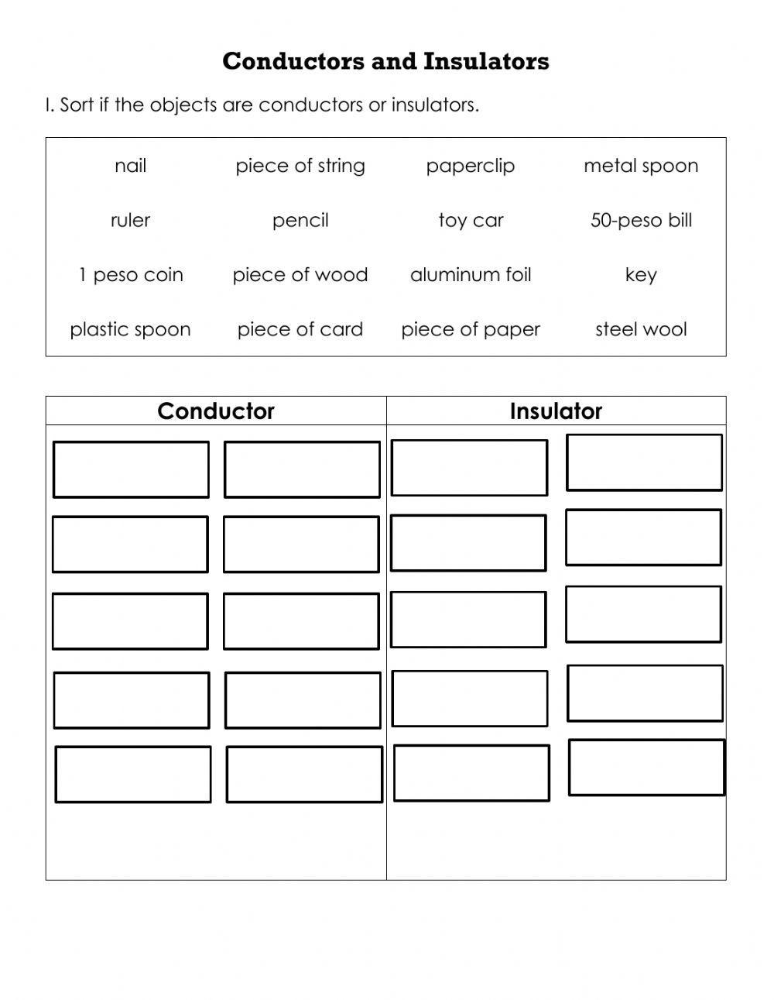 Conductors and Insulators
I. Sort if the objects are conductors or insulators.
nail piece of string paperclip metal spoon
ruler pencil toy car 50-peso bill
1 peso coin piece of wood aluminum foil key
plastic spoon piece of card piece of paper steel wool
Conductor Insulator